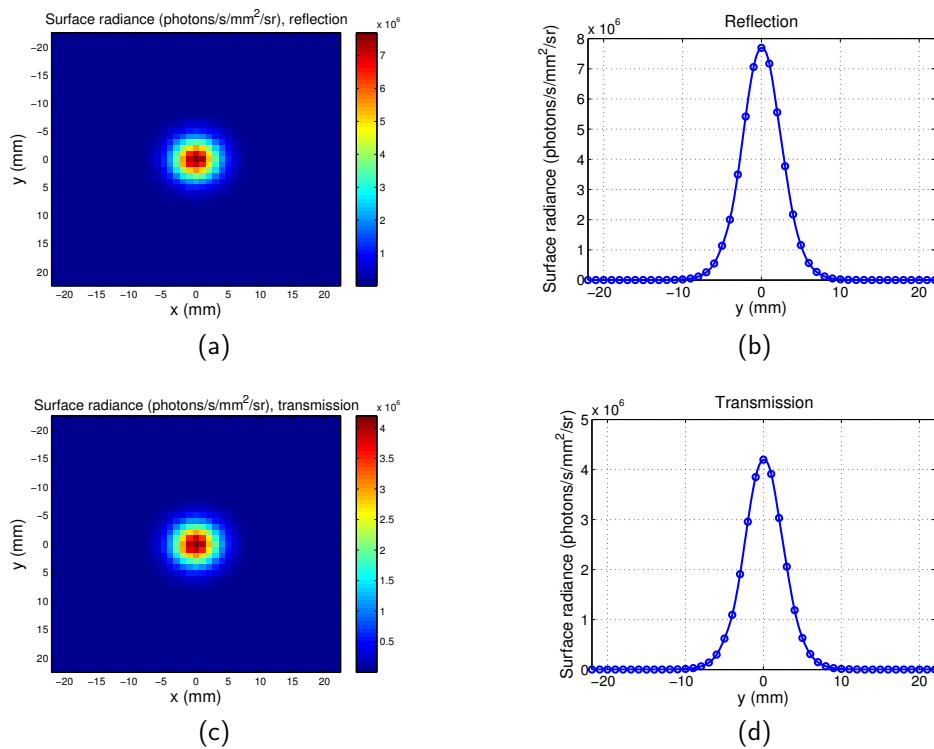 Surface radiance (photons/s/mm²/sr), reflection
x 10⁶
−20
−15
−10
−5
0
5
10
15
20
y (mm)
−20 −15 −10 −5 0 5 10 15 20
x (mm)
7
6
5
4
3
2
1
(a)
Reflection
x 10⁶
8
7
6
5
4
3
2
1
0
Surface radiance (photons/s/mm²/sr)
−20 −10 0 10 20
y (mm)
(b)
Surface radiance (photons/s/mm²/sr), transmission
x 10⁶
−20
−15
−10
−5
0
5
10
15
20
y (mm)
−20 −15 −10 −5 0 5 10 15 20
x (mm)
4
3.5
3
2.5
2
1.5
1
0.5
(c)
Transmission
x 10⁶
5
4
3
2
1
0
Surface radiance (photons/s/mm²/sr)
−20 −10 0 10 20
y (mm)
(d)